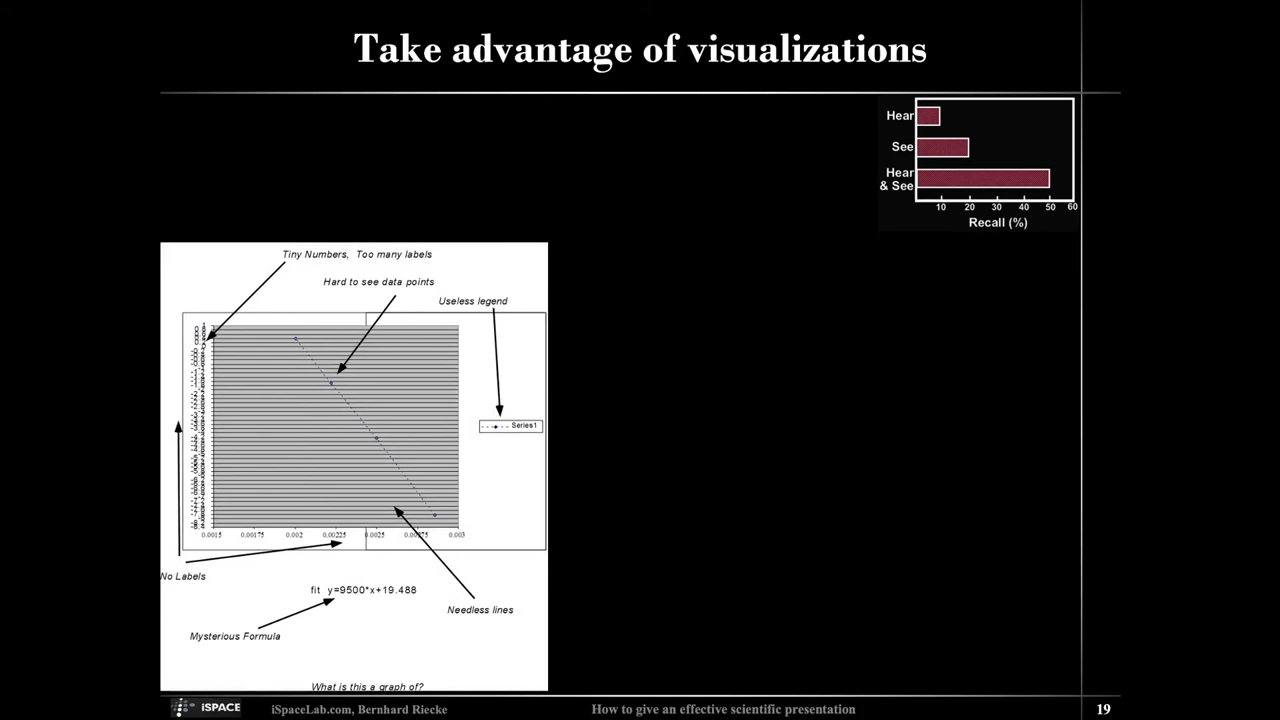 Take advantage of visualizations
Hear
See
Hear
& See
10 20 30 40 50 60
Recall (%)
Tiny Numbers, Too many labels
Hard to see data points
Useless legend
Series1
0.0015 0.00175 0.002 0.00225 0.0025 0.00275 0.003
No Labels
fit y=9500*x+19.488
Needless lines
Mysterious Formula
What is this a graph of?
iSPACE
iSpaceLab.com, Bernhard Riecke
How to give an effective scientific presentation
19